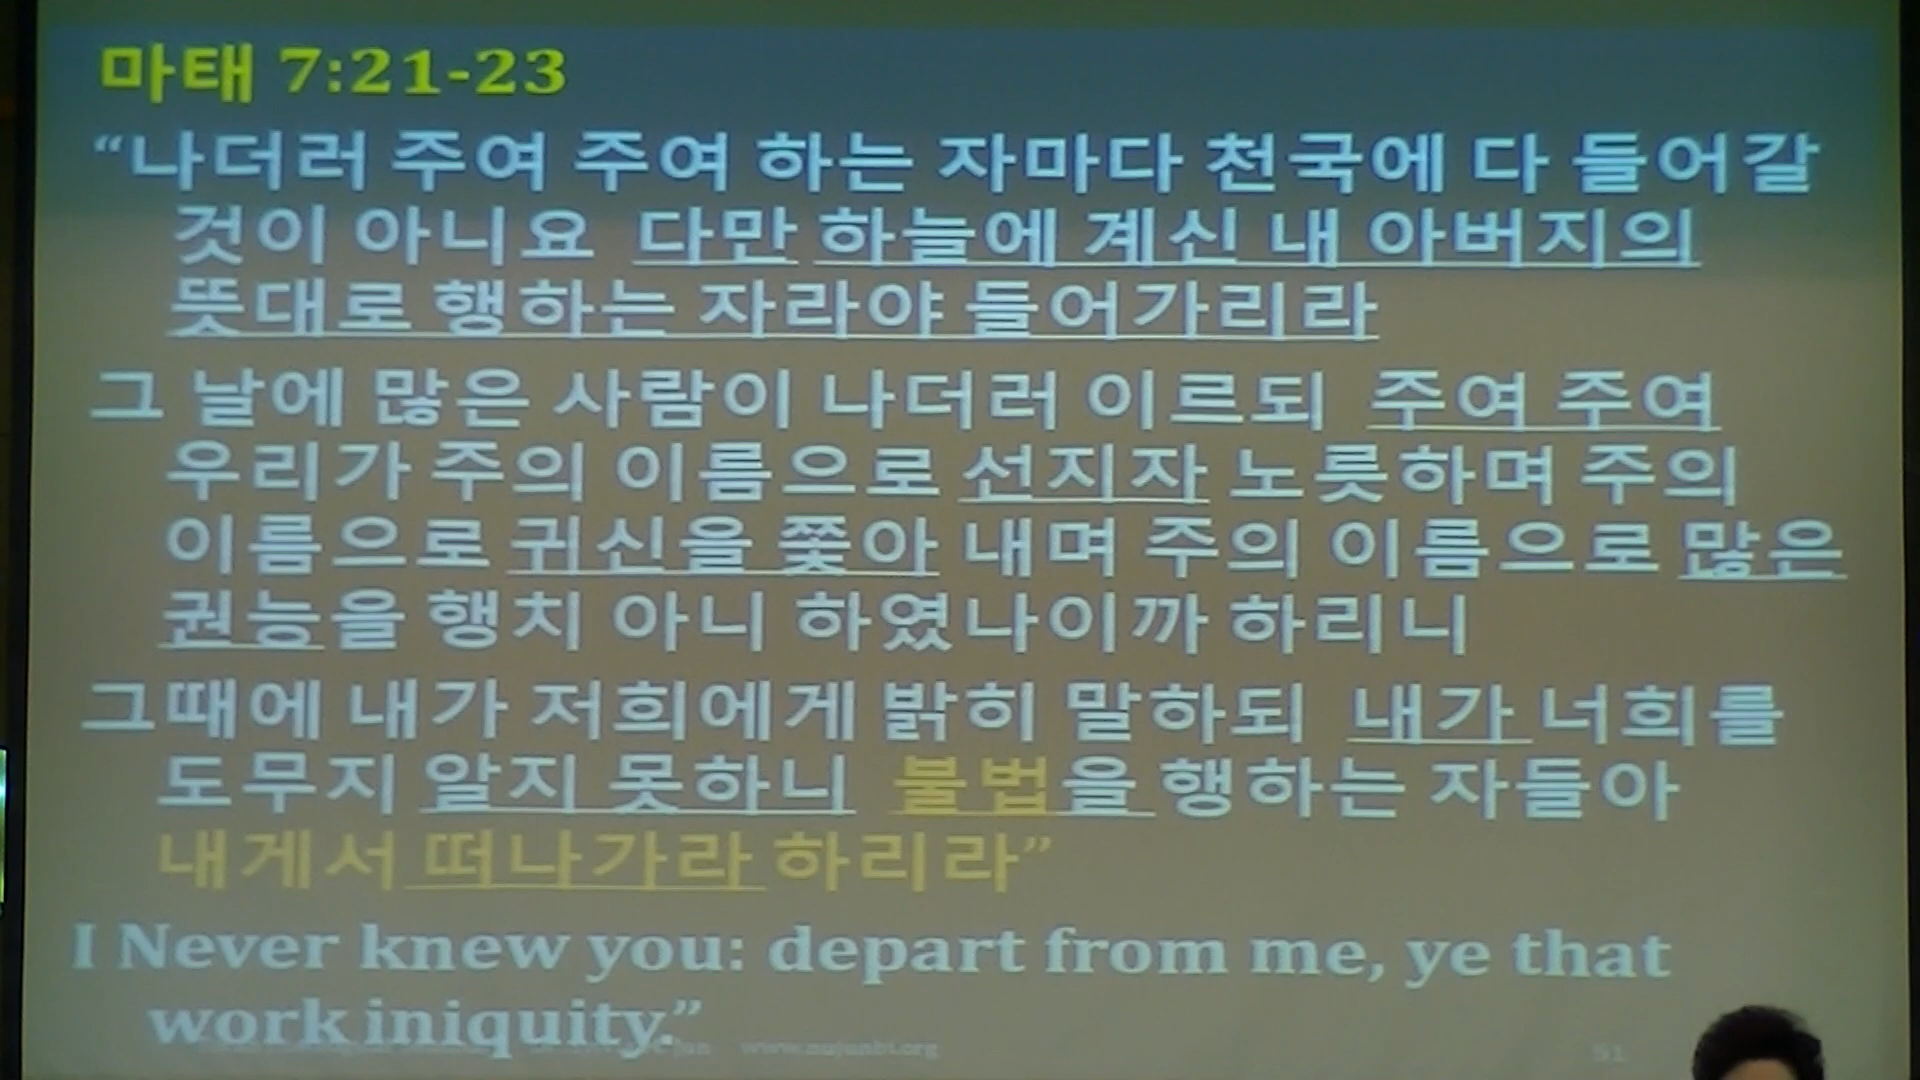 마태 7:21-23
“나더러 주여 주여 하는 자마다 천국에 다 들어갈
것이 아니요 다만 하늘에 계신 내 아버지의
뜻대로 행하는 자라야 들어가리라
그 날에 많은 사람이 나더러 이르되 주여 주여
우리가 주의 이름으로 선지자 노릇하며 주의
이름으로 귀신을 쫓아 내며 주의 이름으로 많은
권능을 행치 아니 하였나이까 하리니
그때에 내가 저희에게 밝히 말하되 내가 너희를
도무지 알지 못하니 불법을 행하는 자들아
내게서 떠나가라 하리라”
I Never knew you: depart from me, ye that
work iniquity.”
51